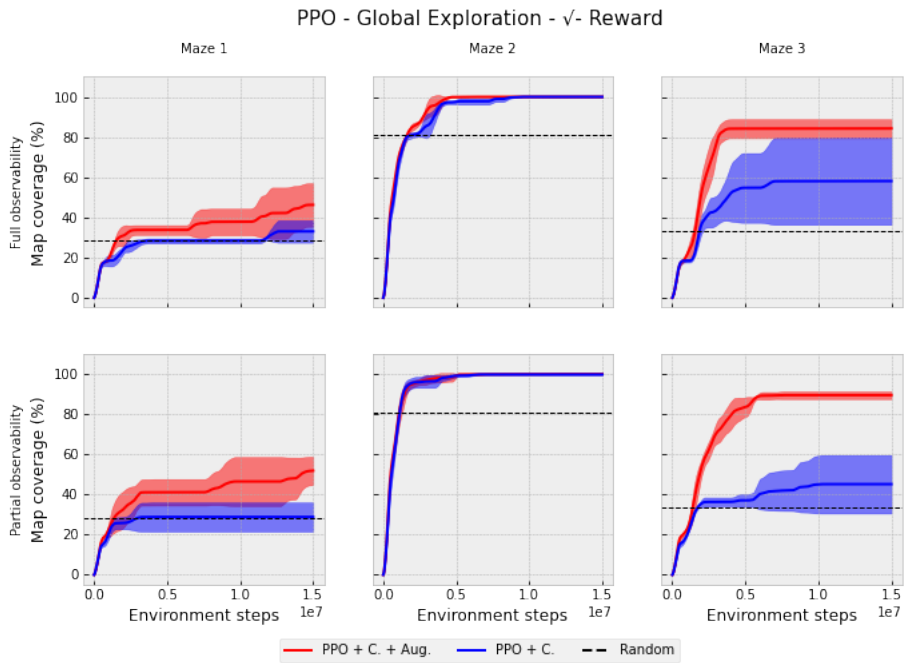 PPO - Global Exploration - √- Reward
Maze 1
Maze 2
Maze 3
Full observability
Map coverage (%)
100
80
60
40
20
0
Partial observability
Map coverage (%)
100
80
60
40
20
0
0.0 0.5 1.0 1.5
1e7
Environment steps
0.0 0.5 1.0 1.5
1e7
Environment steps
0.0 0.5 1.0 1.5
1e7
Environment steps
PPO + C. + Aug.
PPO + C.
Random